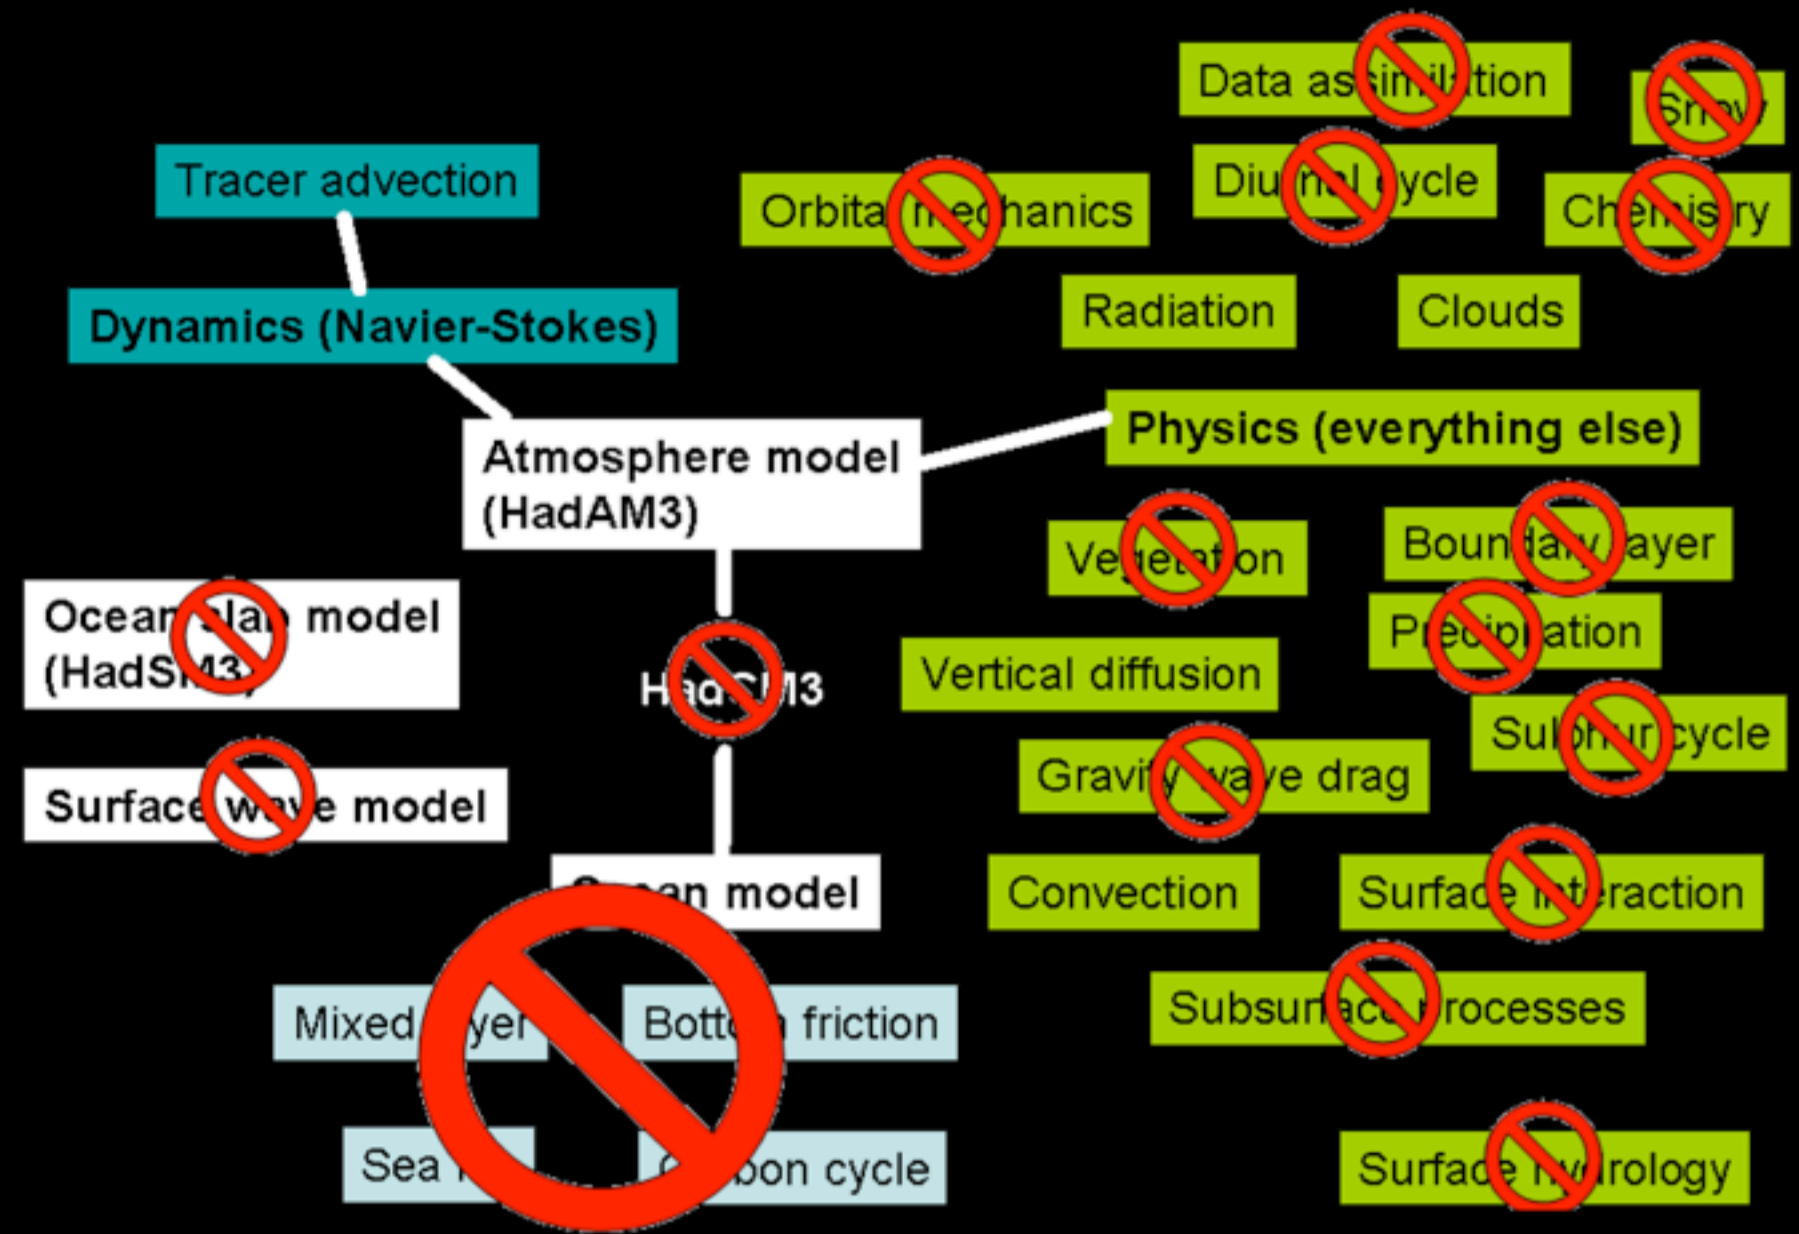 Data assimilation
Snow
Tracer advection
Diurnal cycle
Orbital mechanics
Chemistry
Radiation
Clouds
Dynamics (Navier-Stokes)
Physics (everything else)
Atmosphere model
(HadAM3)
Vegetation
Boundary layer
Ocean slab model
(HadSM3)
Precipitation
Vertical diffusion
HadCM3
Sulphur cycle
Surface wave model
Gravity wave drag
Ocean model
Convection
Surface interaction
Mixed layer
Bottom friction
Subsurface processes
Sea
Carbon cycle
Surface hydrology